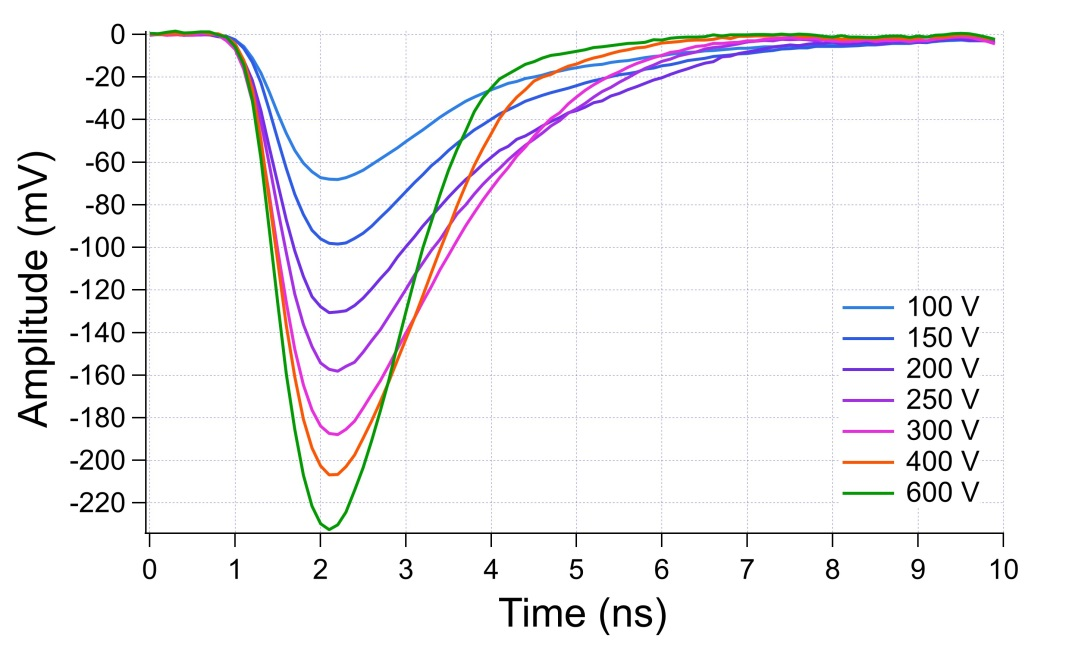 0
-20
-40
-60
-80
-100
-120
-140
-160
-180
-200
-220
Amplitude (mV)
100 V
150 V
200 V
250 V
300 V
400 V
600 V
0 1 2 3 4 5 6 7 8 9 10
Time (ns)